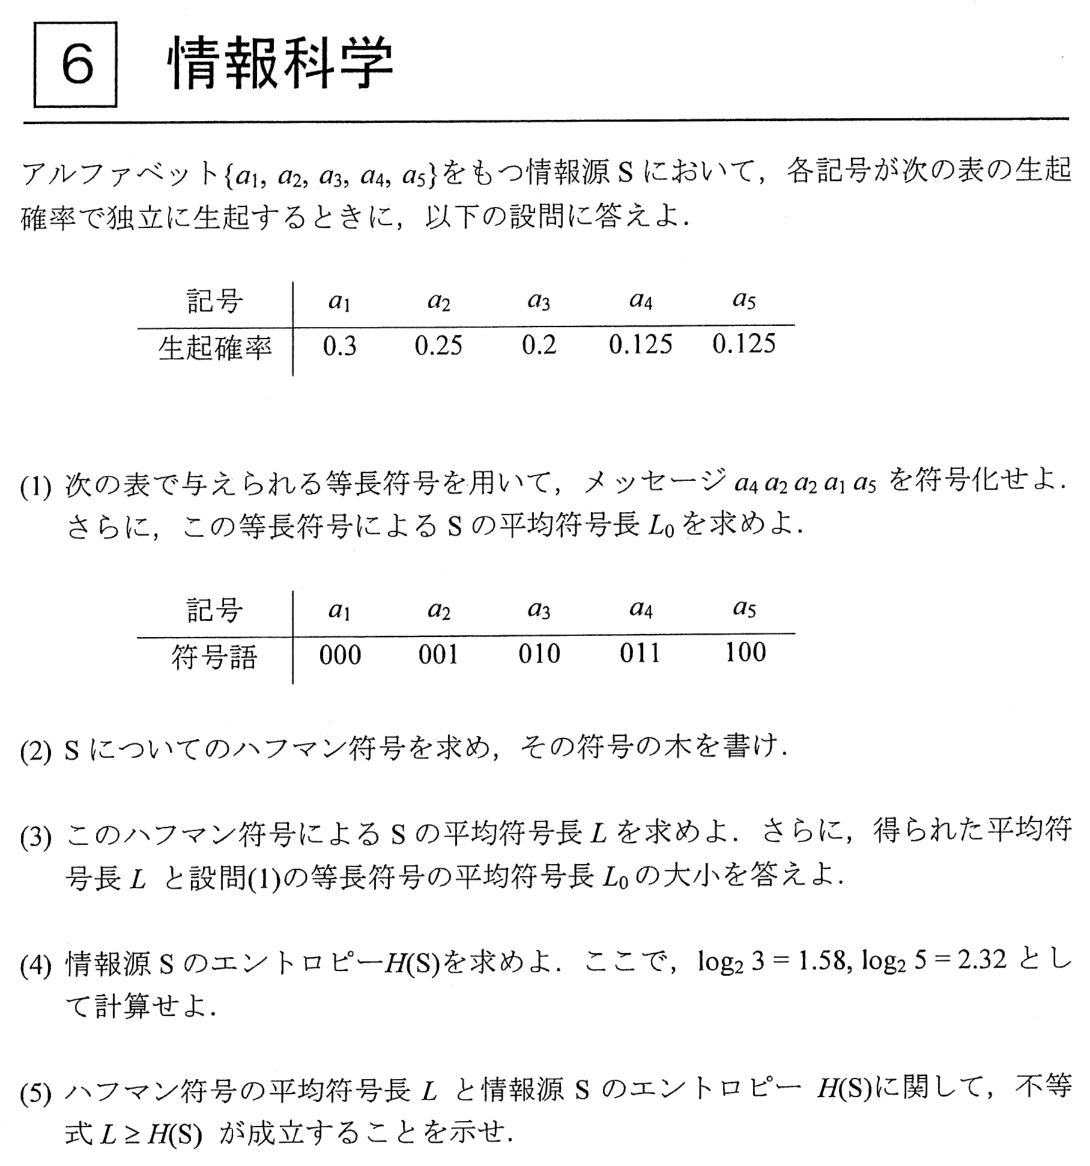 6 情報科学
アルファベット{a1, a2, a3, a4, a5}をもつ情報源 S において，各記号が次の表の生起
確率で独立に生起するときに，以下の設問に答えよ．
記号 a1 a2 a3 a4 a5
生起確率 0.3 0.25 0.2 0.125 0.125
(1) 次の表で与えられる等長符号を用いて，メッセージ a4 a2 a2 a1 a5 を符号化せよ．
さらに，この等長符号による S の平均符号長 L0 を求めよ．
記号 a1 a2 a3 a4 a5
符号語 000 001 010 011 100
(2) S についてのハフマン符号を求め，その符号の木を書け．
(3) このハフマン符号による S の平均符号長 L を求めよ．さらに，得られた平均符
号長 L と設問(1)の等長符号の平均符号長 L0 の大小を答えよ．
(4) 情報源 S のエントロピーH(S)を求めよ．ここで，log2 3 = 1.58, log2 5 = 2.32 とし
て計算せよ．
(5) ハフマン符号の平均符号長 L と情報源 S のエントロピー H(S)に関して，不等
式 L ≥ H(S) が成立することを示せ．